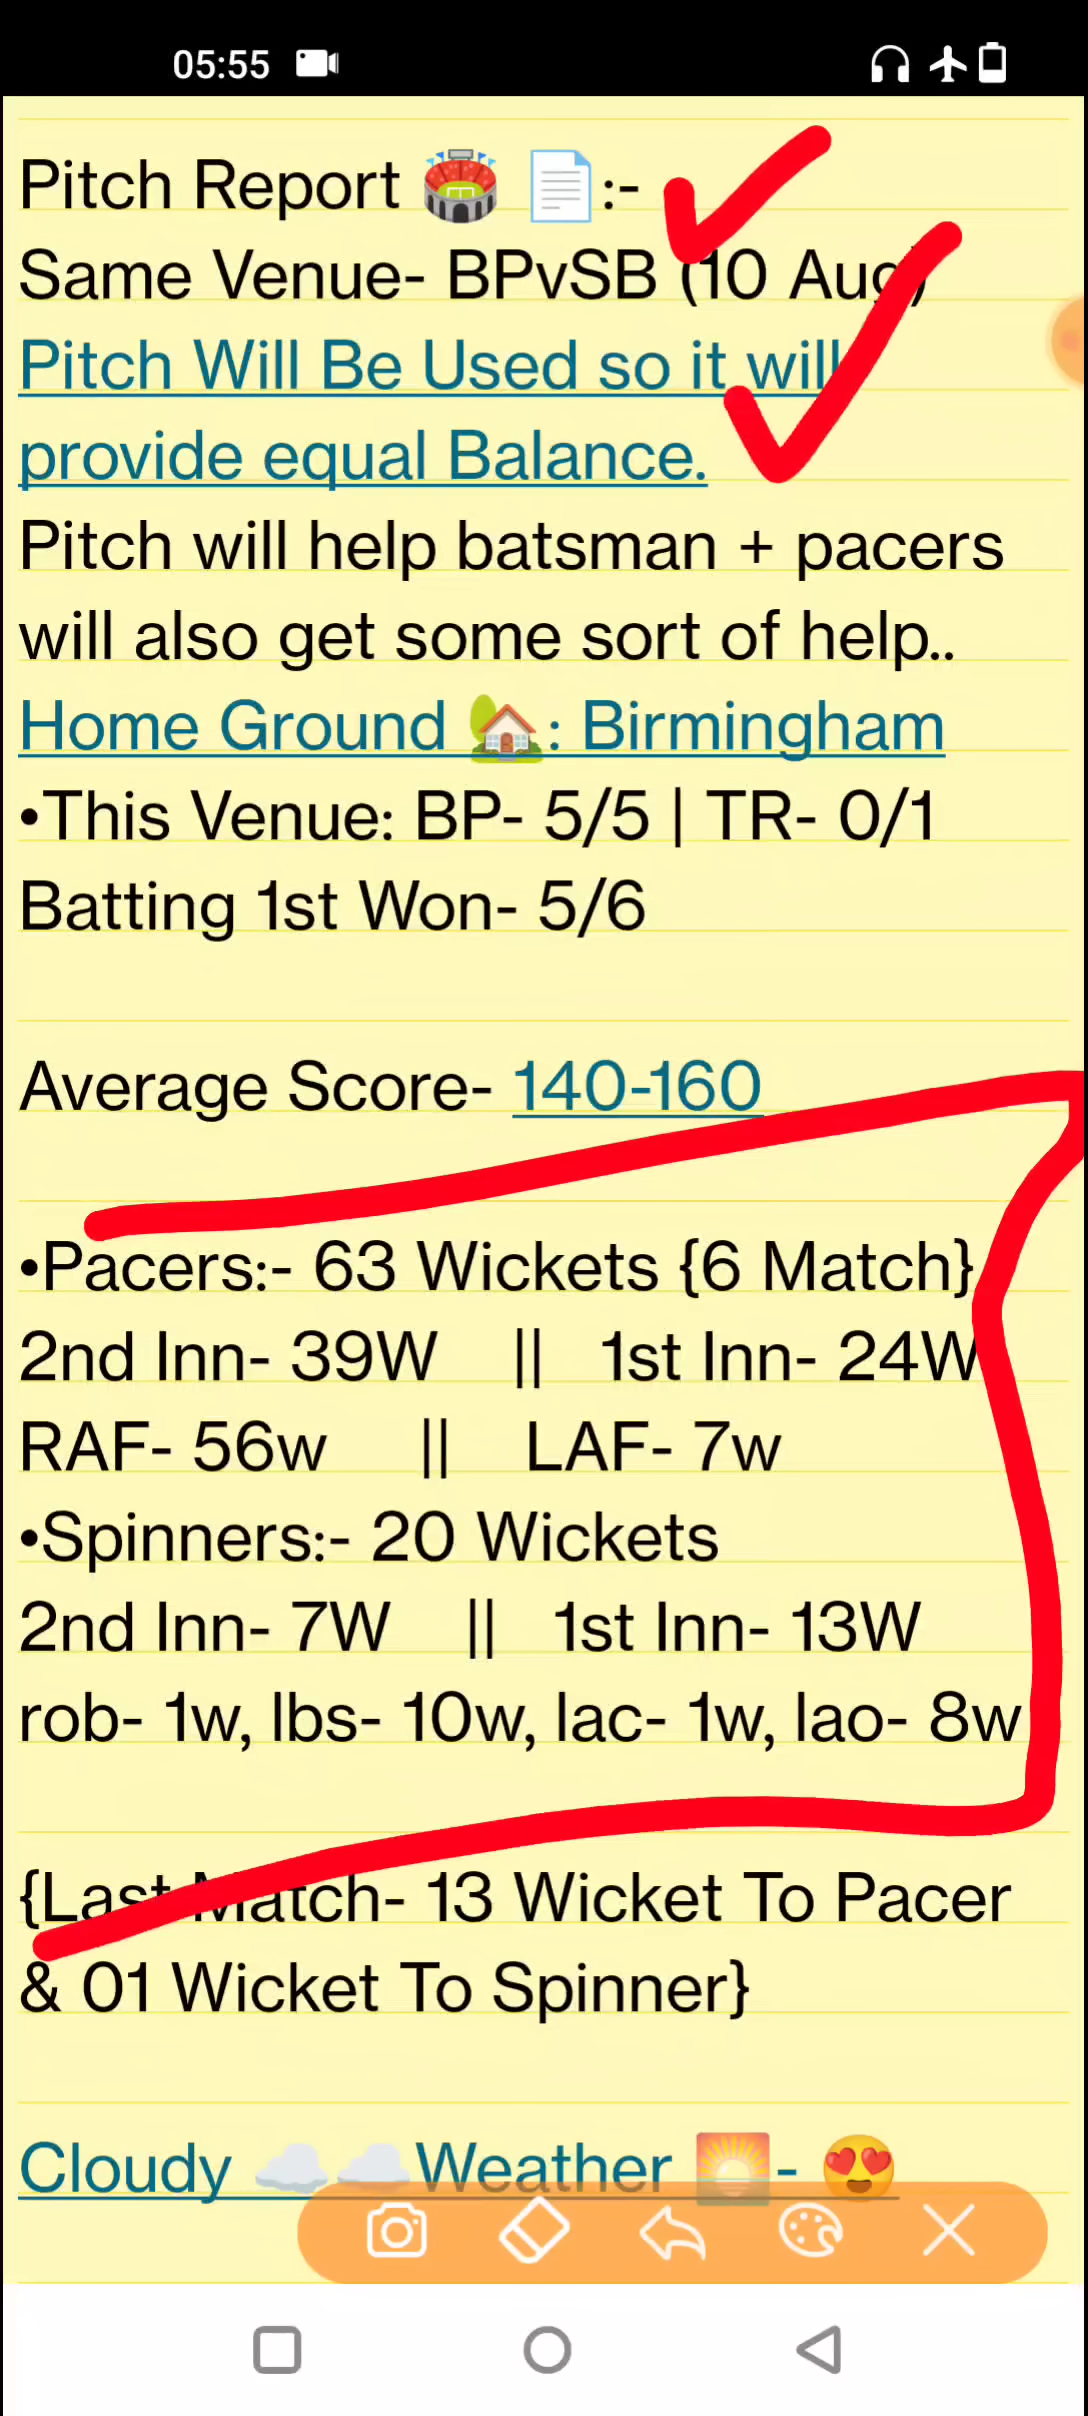 05:55
Pitch Report 🏟 📄:-
Same Venue- BPvSB (10 Aug)
Pitch Will Be Used so it will
provide equal Balance.
Pitch will help batsman + pacers
will also get some sort of help..
Home Ground 🏡: Birmingham
•This Venue: BP- 5/5 | TR- 0/1
Batting 1st Won- 5/6
Average Score- 140-160
•Pacers:- 63 Wickets {6 Match}
2nd Inn- 39W || 1st Inn- 24W
RAF- 56w || LAF- 7w
•Spinners:- 20 Wickets
2nd Inn- 7W || 1st Inn- 13W
rob- 1w, lbs- 10w, lac- 1w, lao- 8w
{Last Match- 13 Wicket To Pacer
& 01 Wicket To Spinner}
Cloudy ☁️☁️Weather 🌅- 😍